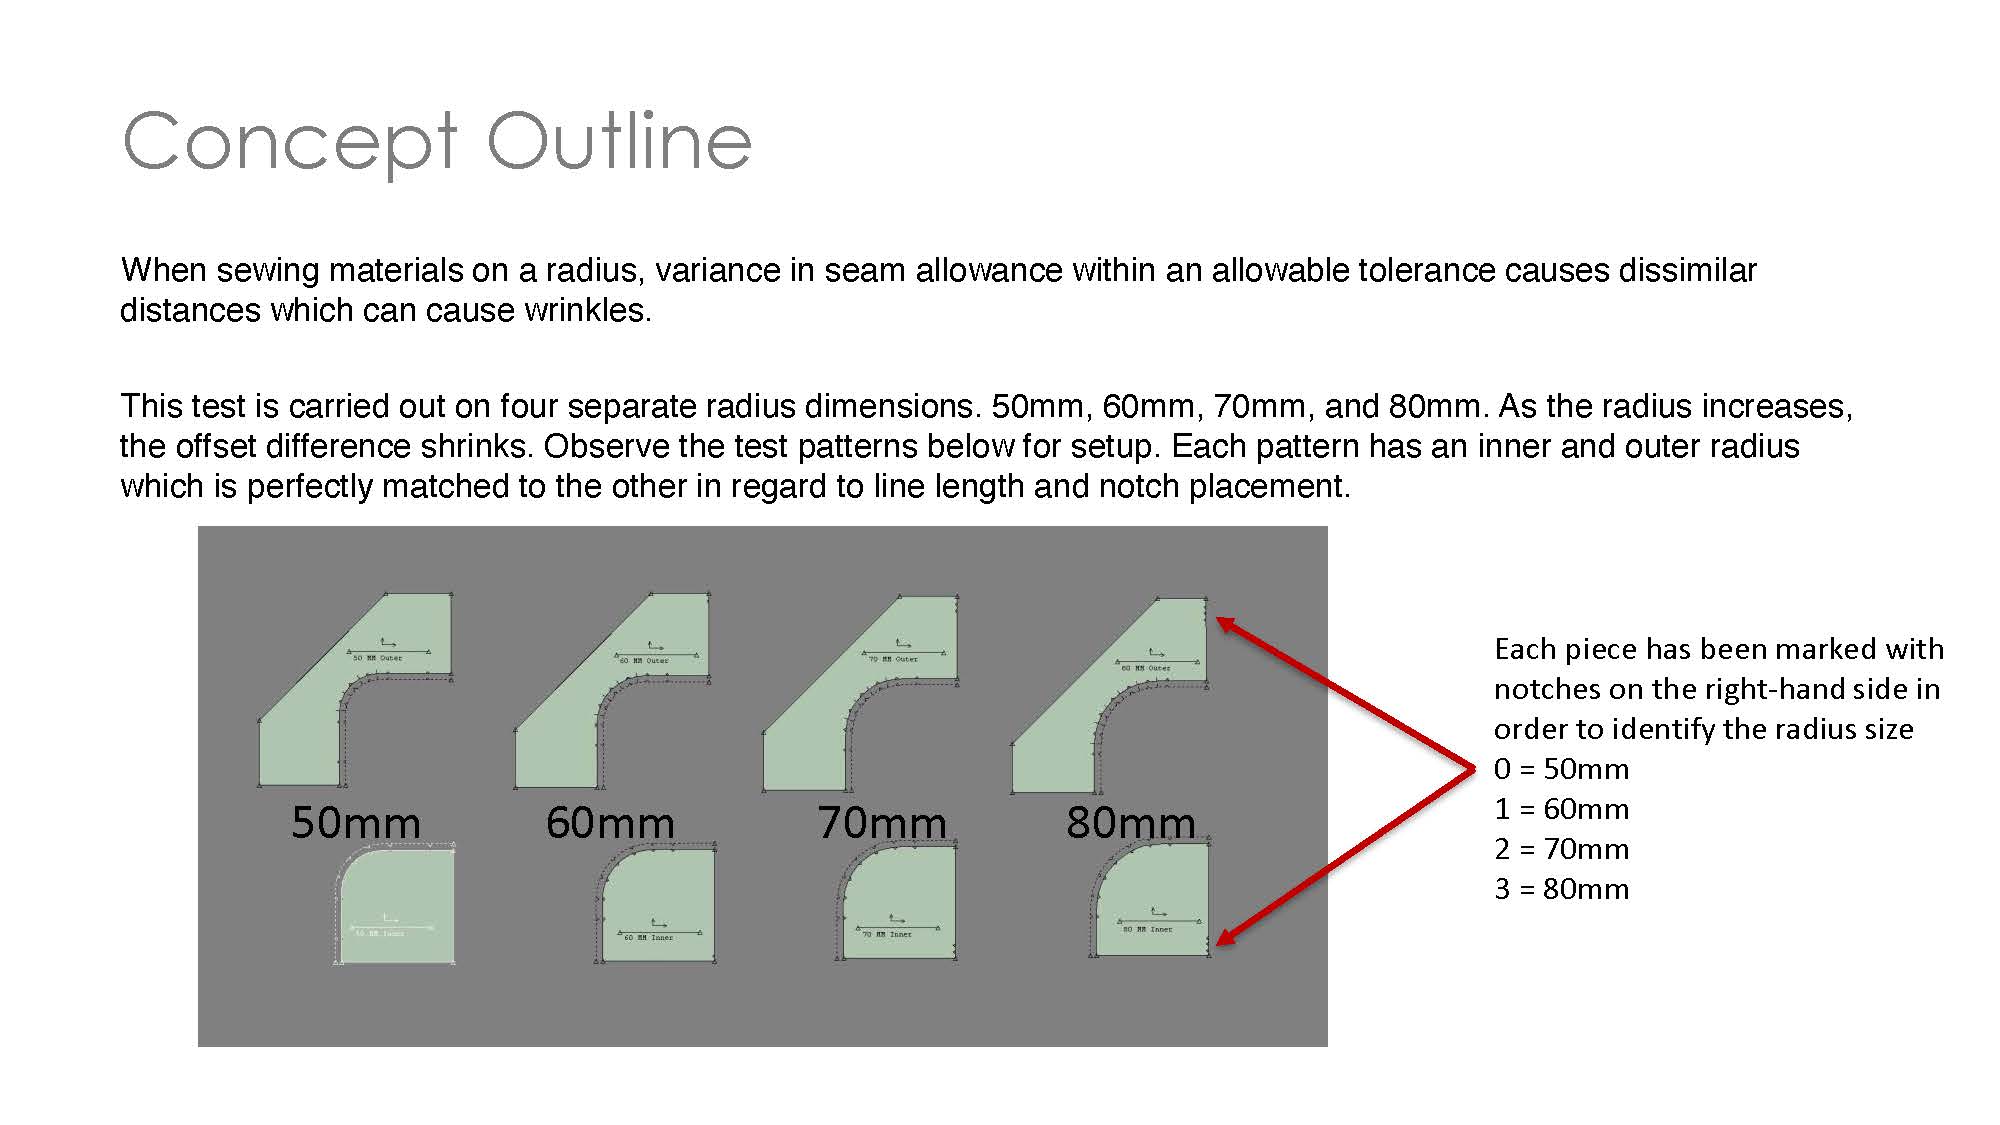 Concept Outline
When sewing materials on a radius, variance in seam allowance within an allowable tolerance causes dissimilar
distances which can cause wrinkles.
This test is carried out on four separate radius dimensions. 50mm, 60mm, 70mm, and 80mm. As the radius increases,
the offset difference shrinks. Observe the test patterns below for setup. Each pattern has an inner and outer radius
which is perfectly matched to the other in regard to line length and notch placement.
50 MM Outer
60 MM Outer
70 MM Outer
80 MM Outer
50mm
60mm
70mm
80mm
50 MM Inner
60 MM Inner
70 MM Inner
80 MM Inner
Each piece has been marked with
notches on the right-hand side in
order to identify the radius size
0 = 50mm
1 = 60mm
2 = 70mm
3 = 80mm